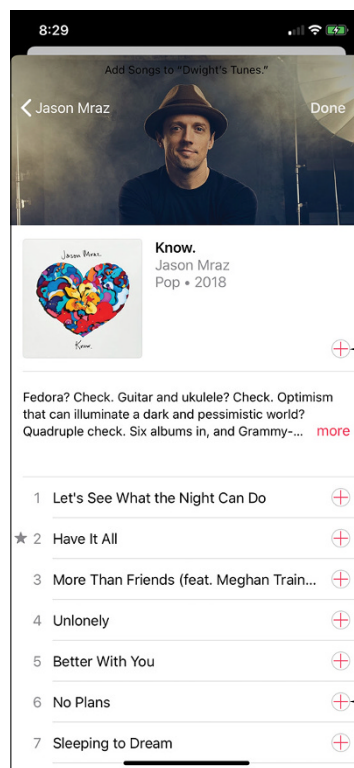 8:29
Add Songs to “Dwight's Tunes.”
Jason Mraz
Done
Jason Mraz
Know.
Know.
Jason Mraz
Pop • 2018
Fedora? Check. Guitar and ukulele? Check. Optimism
that can illuminate a dark and pessimistic world?
Quadruple check. Six albums in, and Grammy-... more
1 Let's See What the Night Can Do
★ 2 Have It All
3 More Than Friends (feat. Meghan Train...
4 Unlonely
5 Better With You
6 No Plans
7 Sleeping to Dream